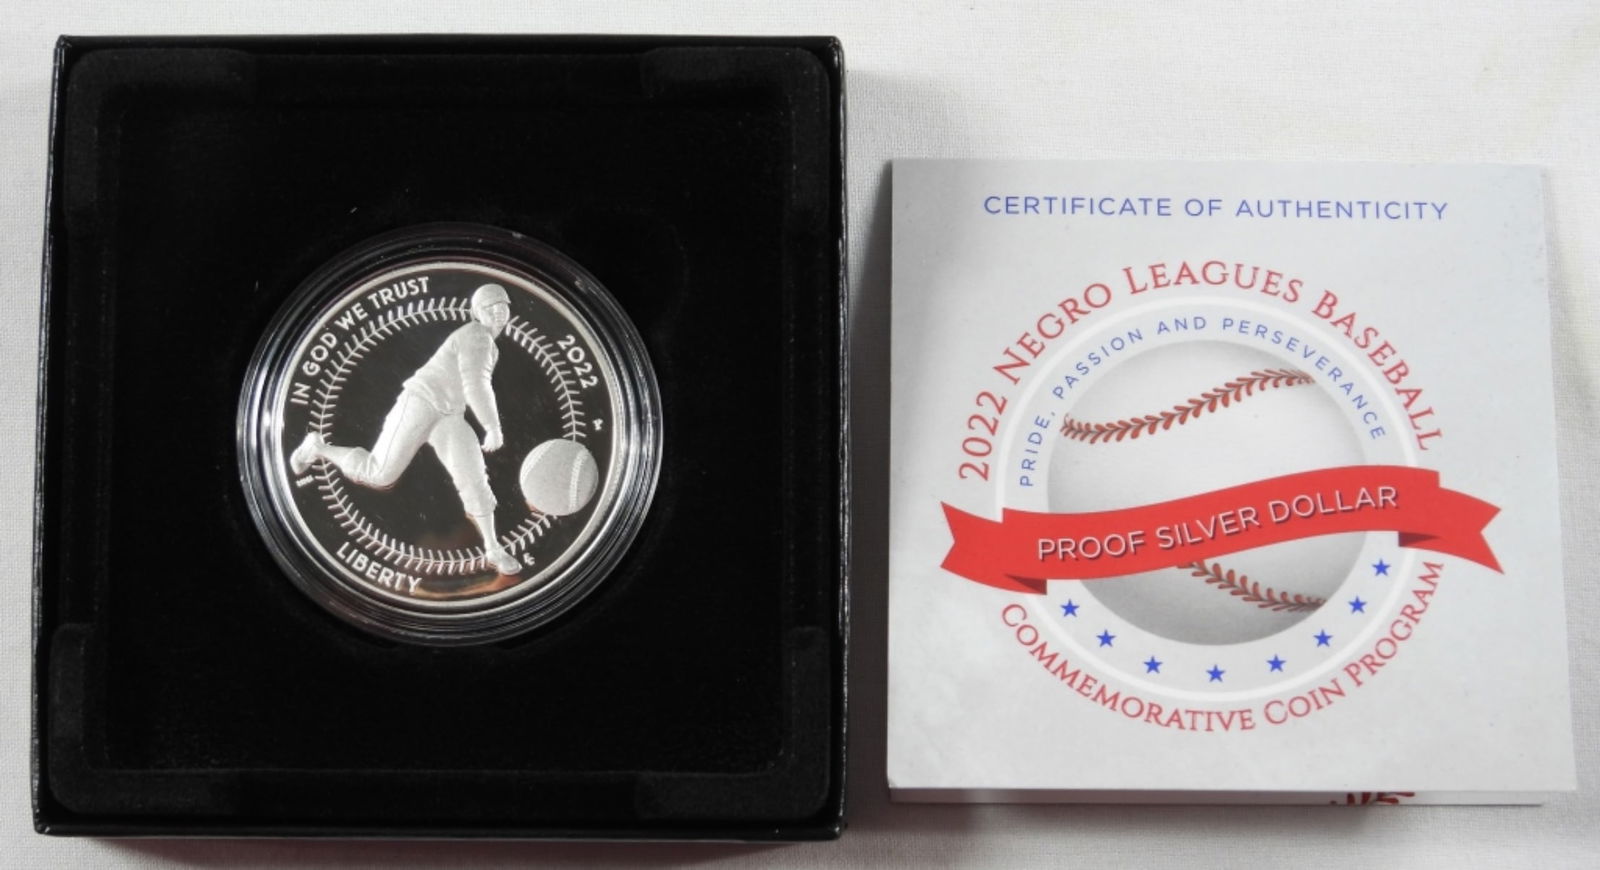 IN GOD WE TRUST
2022
LIBERTY
CERTIFICATE OF AUTHENTICITY
2022 NEGRO LEAGUES BASEBALL
PRIDE, PASSION AND PERSEVERANCE
PROOF SILVER DOLLAR
COMMEMORATIVE COIN PROGRAM